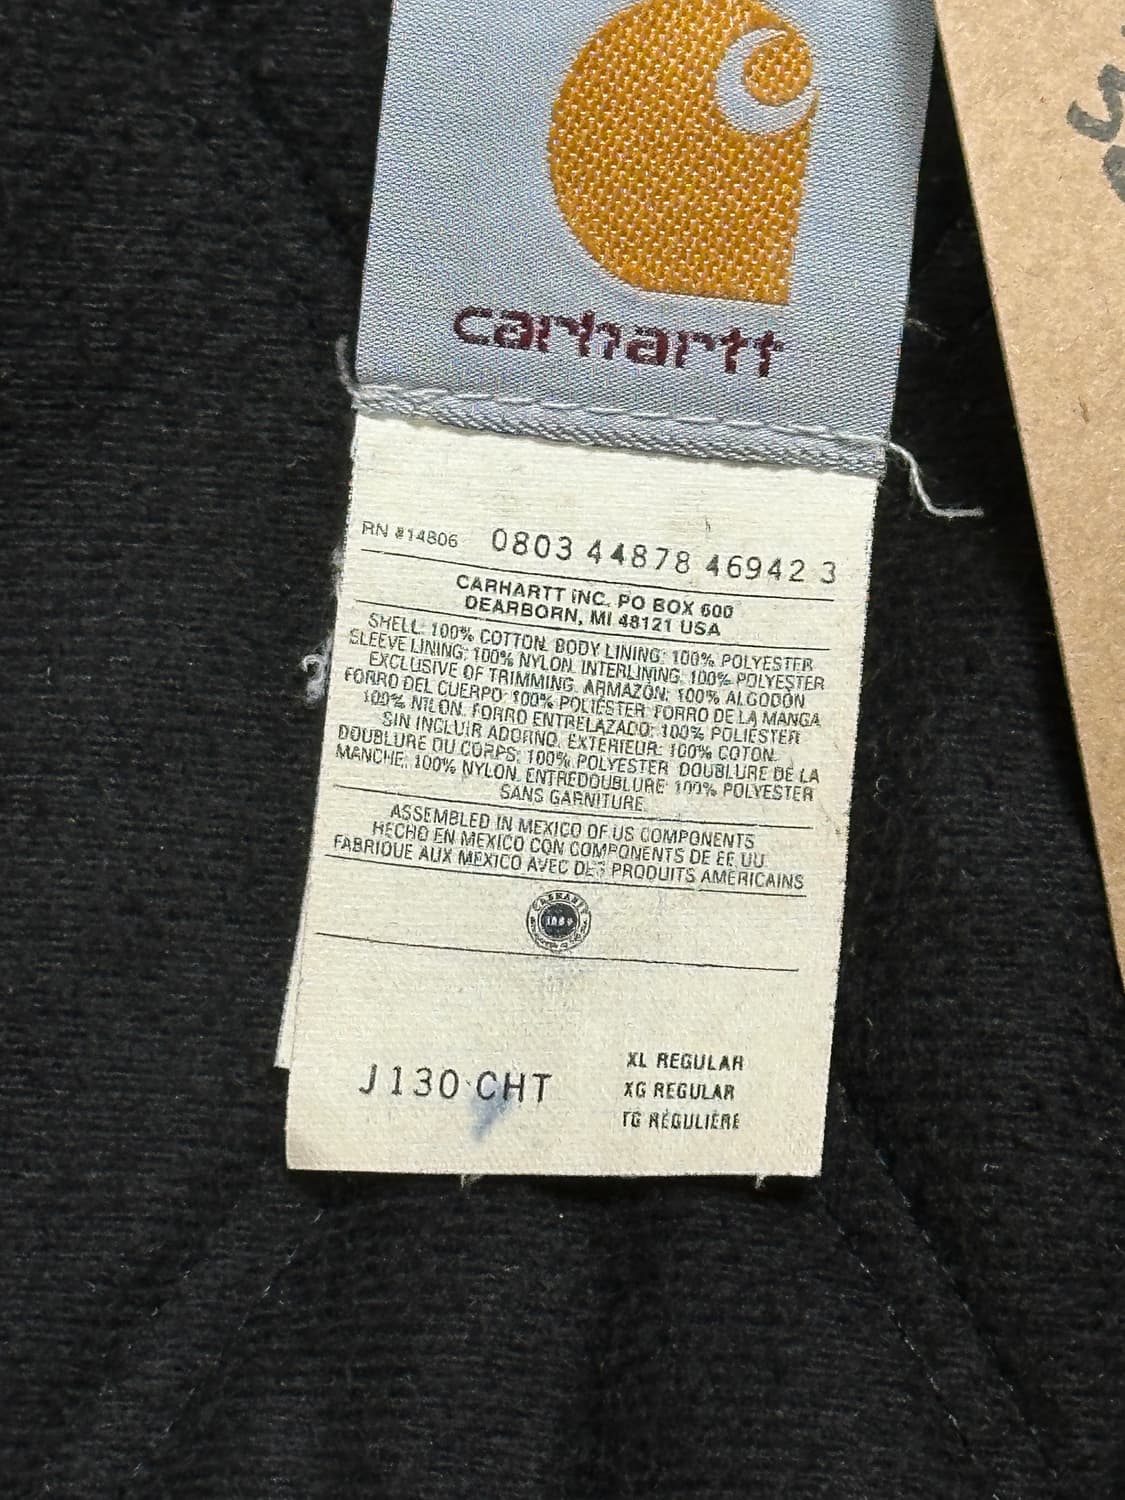 carhartt
RN #14806 0803 44878 46942 3
CARHARTT INC. PO BOX 600
DEARBORN, MI 48121 USA
SHELL: 100% COTTON. BODY LINING: 100% POLYESTER
SLEEVE LINING: 100% NYLON. INTERLINING: 100% POLYESTER
EXCLUSIVE OF TRIMMING. ARMAZON: 100% ALGODÓN
FORRO DEL CUERPO: 100% POLIÉSTER FORRO DE LA MANGA
100% NILON. FORRO ENTRELAZADO: 100% POLIÉSTER
SIN INCLUIR ADORNO. EXTERIEUR: 100% COTON.
DOUBLURE DU CORPS: 100% POLYESTER DOUBLURE DE LA
MANCHE: 100% NYLON. ENTREDOUBLURE: 100% POLYESTER
SANS GARNITURE.
ASSEMBLED IN MEXICO OF US COMPONENTS
HECHO EN MEXICO CON COMPONENTS DE EE.UU.
FABRIQUE AUX MEXICO AVEC DES PRODUITS AMERICAINS
J130 CHT
XL REGULAR
XG REGULAR
TG RÉGULIÈRE